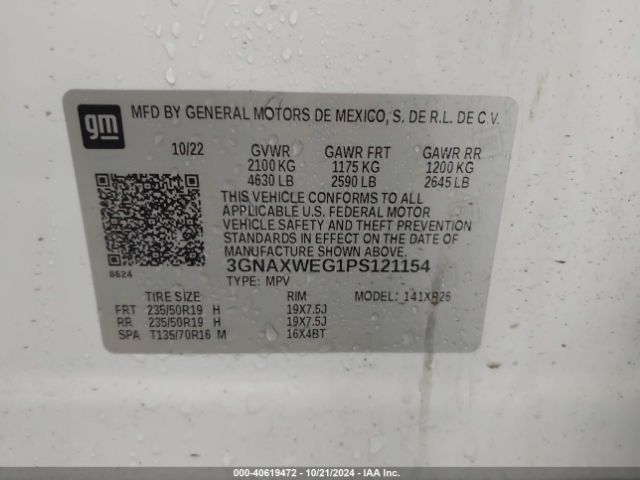 gm
MFD BY GENERAL MOTORS DE MEXICO, S. DE R.L. DE C.V.
10/22 GVWR GAWR FRT GAWR RR
2100 KG 1175 KG 1200 KG
4630 LB 2590 LB 2645 LB
THIS VEHICLE CONFORMS TO ALL
APPLICABLE U.S. FEDERAL MOTOR
VEHICLE SAFETY AND THEFT PREVENTION
STANDARDS IN EFFECT ON THE DATE OF
MANUFACTURE SHOWN ABOVE.
8624 3GNAXWEG1PS121154
TYPE: MPV
TIRE SIZE RIM MODEL: 141XR26
FRT 235/50R19 H 19X7.5J
RR 235/50R19 H 19X7.5J
SPA T135/70R16 M 16X4BT
000-40619472 - 10/21/2024 - IAA Inc.